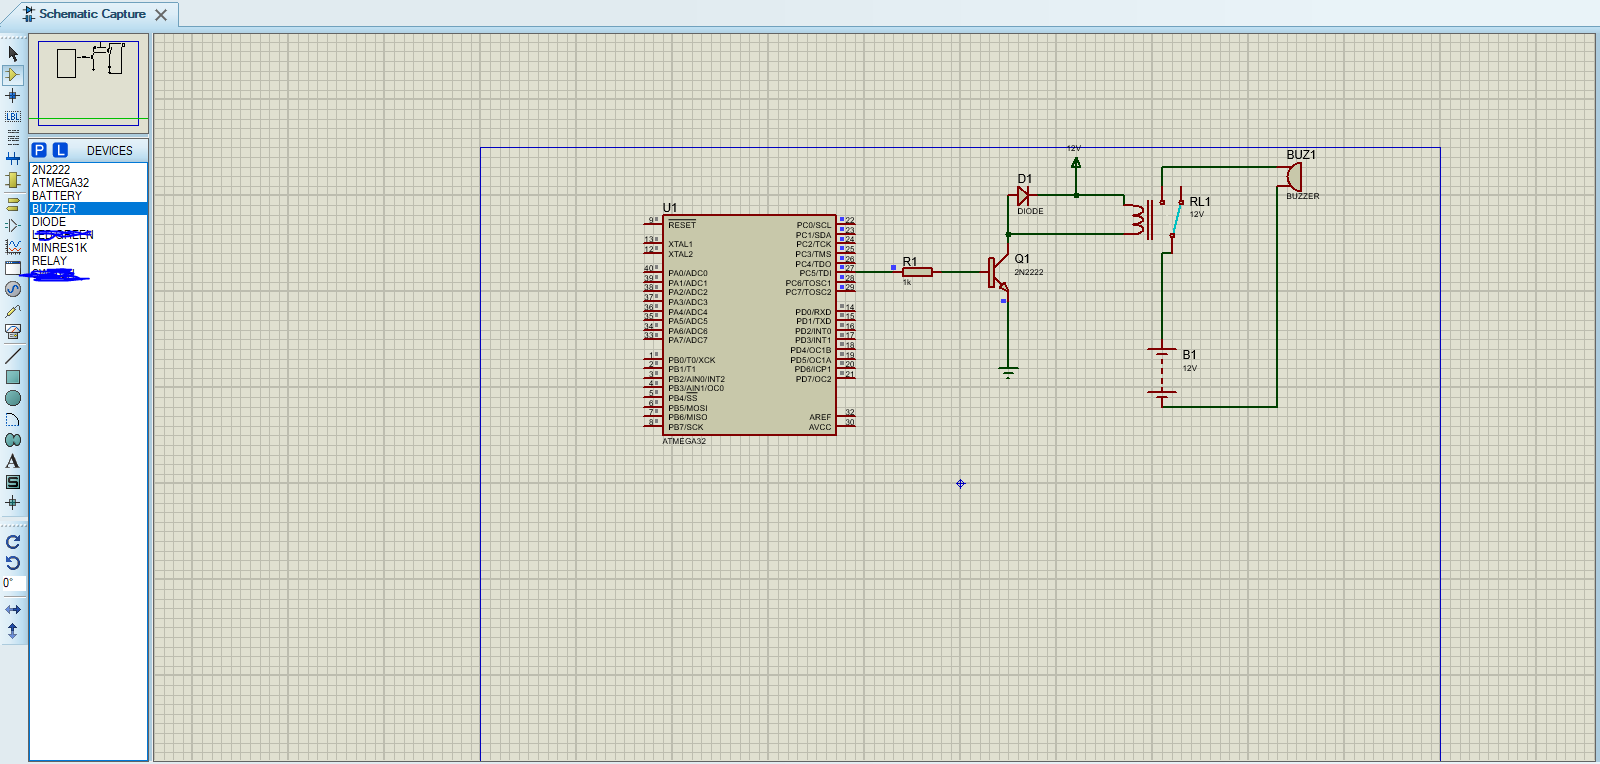 Schematic Capture
LBL
P L DEVICES
2N2222
ATMEGA32
BATTERY
BUZZER
DIODE
LEDGREEN
MINRES1K
RELAY
A
S
0°
12V
BUZ1
BUZZER
D1
DIODE
RL1
12V
U1
9 RESET
13 XTAL1
12 XTAL2
40 PA0/ADC0
39 PA1/ADC1
38 PA2/ADC2
37 PA3/ADC3
36 PA4/ADC4
35 PA5/ADC5
34 PA6/ADC6
33 PA7/ADC7
1 PB0/T0/XCK
2 PB1/T1
3 PB2/AIN0/INT2
4 PB3/AIN1/OC0
5 PB4/SS
6 PB5/MOSI
7 PB6/MISO
8 PB7/SCK
PC0/SCL 22
PC1/SDA 23
PC2/TCK 24
PC3/TMS 25
PC4/TDO 26
PC5/TDI 27
PC6/TOSC1 28
PC7/TOSC2 29
PD0/RXD 14
PD1/TXD 15
PD2/INT0 16
PD3/INT1 17
PD4/OC1B 18
PD5/OC1A 19
PD6/ICP1 20
PD7/OC2 21
AREF 32
AVCC 30
ATMEGA32
R1
1k
Q1
2N2222
B1
12V